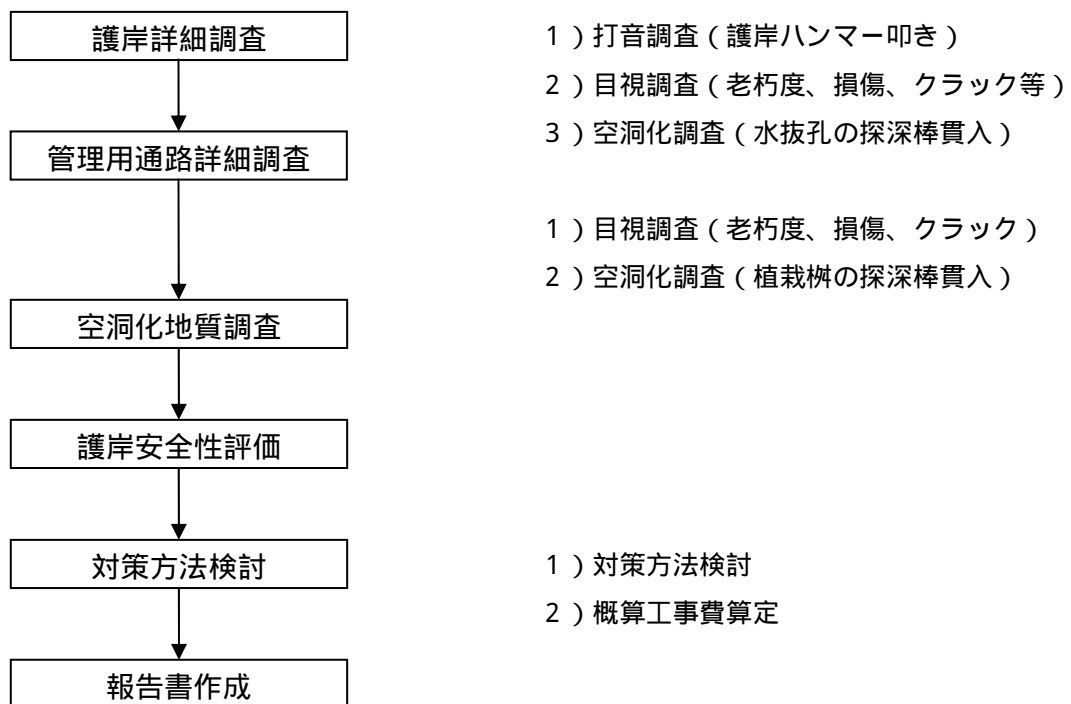 護岸詳細調査
1）打音調査（護岸ハンマー叩き）
2）目視調査（老朽度、損傷、クラック等）
3）空洞化調査（水抜孔の探深棒貫入）
管理用通路詳細調査
1）目視調査（老朽度、損傷、クラック）
2）空洞化調査（植栽桝の探深棒貫入）
空洞化地質調査
護岸安全性評価
対策方法検討
1）対策方法検討
2）概算工事費算定
報告書作成